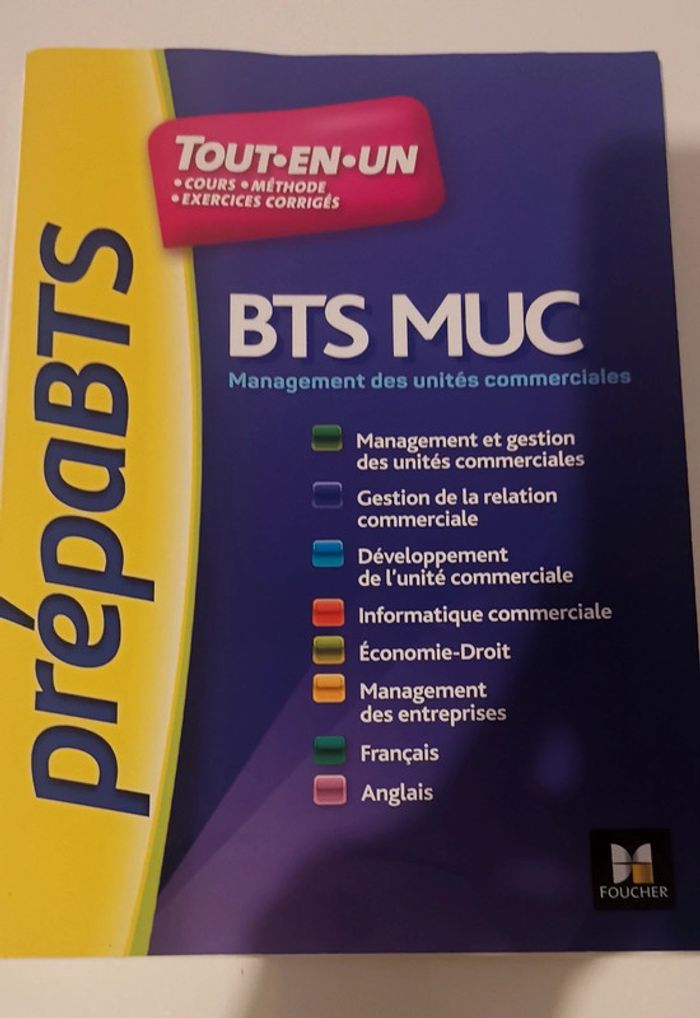 TOUT•EN•UN
• COURS • MÉTHODE
• EXERCICES CORRIGÉS
prépaBTS
BTS MUC
Management des unités commerciales
Management et gestion
des unités commerciales
Gestion de la relation
commerciale
Développement
de l'unité commerciale
Informatique commerciale
Économie-Droit
Management
des entreprises
Français
Anglais
FOUCHER